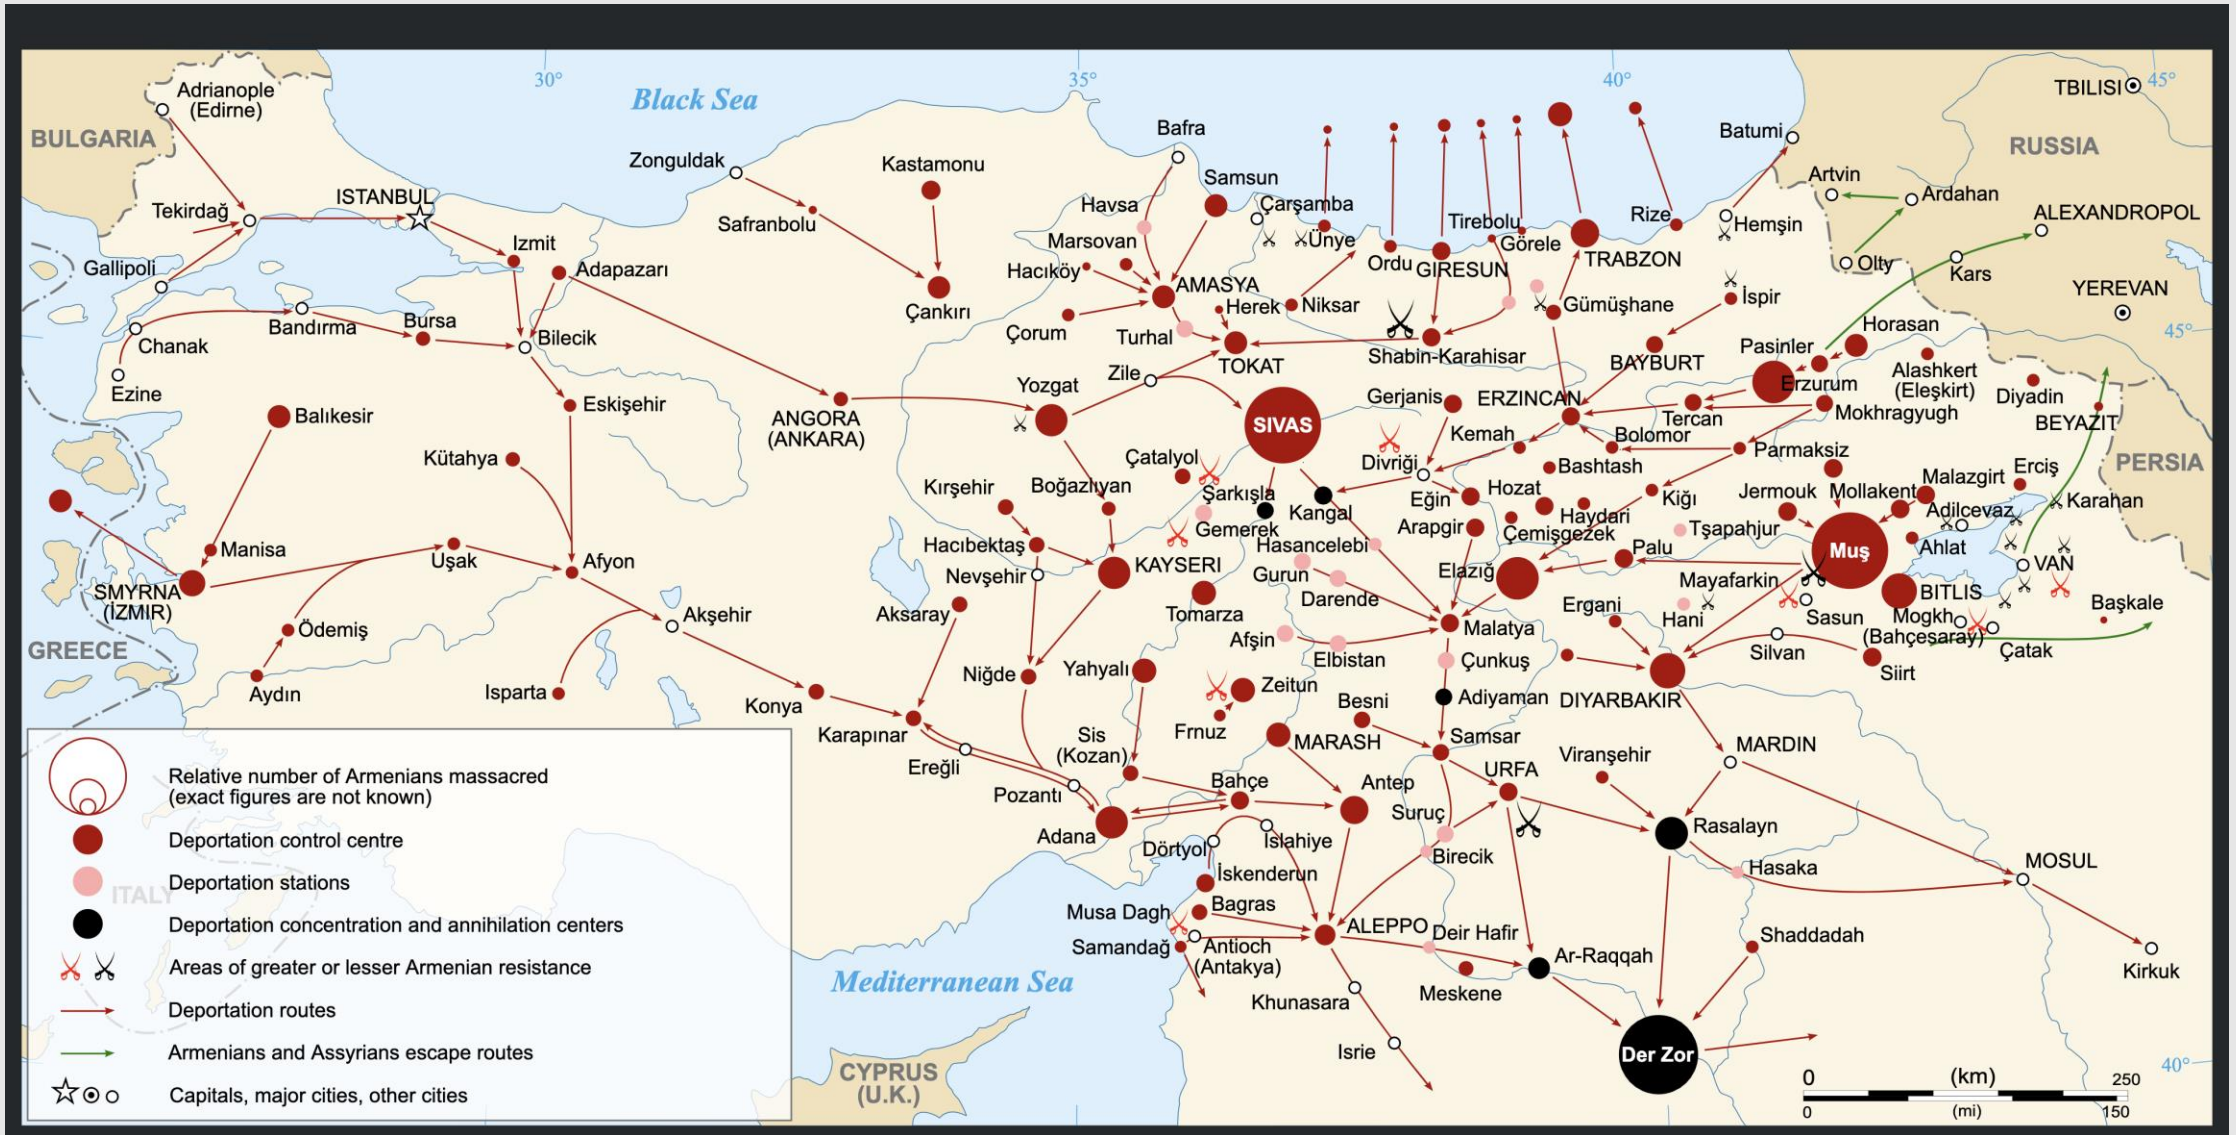 30°
35°
40°
45°
Black Sea
Adrianople
(Edirne)
BULGARIA
Tekirdağ
ISTANBUL
Gallipoli
Izmit
Adapazarı
Chanak
Bandırma
Bursa
Bilecik
Ezine
Eskişehir
Balıkesir
Kütahya
Manisa
Uşak
Afyon
SMYRNA
(İZMIR)
GREECE
Ödemiş
Aydın
Isparta
Akşehir
Konya
Karapınar
Ereğli
Pozantı
Zonguldak
Safranbolu
Kastamonu
Çankırı
ANGORA
(ANKARA)
Bafra
Samsun
Havsa
Marsovan
Hacıköy
AMASYA
Çorum
Turhal
Herek
Niksar
Çarşamba
Ünye
Ordu
GIRESUN
Tirebolu
Görele
TRABZON
Rize
Hemşin
Batumi
Artvin
Ardahan
Olty
Kars
TBILISI
RUSSIA
ALEXANDROPOL
YEREVAN
45°
Gümüşhane
İspir
BAYBURT
Pasinler
Horasan
Erzurum
Alashkert
(Eleşkirt)
Diyadin
BEYAZIT
PERSIA
Mokhragyugh
Tercan
ERZINCAN
Shabin-Karahisar
TOKAT
Zile
Yozgat
SIVAS
Gerjanis
Kemah
Bolomor
Parmaksiz
Bashtash
Divriği
Eğin
Hozat
Kiği
Haydari
Çemişgezek
Arapgir
Jermouk
Mollakent
Malazgirt
Erciş
Karahan
Adilcevaz
Ahlat
Tşapahjur
Palu
Muş
VAN
BITLIS
Mayafarkin
Hani
Sasun
Mogkh
(Bahçesaray)
Çatak
Başkale
Silvan
Siirt
Ergani
DIYARBAKIR
Elazığ
Malatya
Çatalyol
Şarkışla
Gemerek
Kangal
Hasancelebi
Gurun
Darende
Afşin
Elbistan
Çunkuş
Adiyaman
Kırşehir
Boğazlıyan
Hacıbektaş
Nevşehir
KAYSERI
Tomarza
Aksaray
Niğde
Yahyalı
Zeitun
Frnuz
Besni
Samsar
MARASH
Sis
(Kozan)
Adana
Bahçe
Antep
URFA
Viranşehir
MARDIN
Suruç
Birecik
Rasalayn
Hasaka
MOSUL
Kirkuk
Dörtyol
İslahiye
İskenderun
Bagras
Musa Dagh
Samandağ
Antioch
(Antakya)
ALEPPO
Deir Hafir
Meskene
Ar-Raqqah
Shaddadah
Khunasara
Isrie
Der Zor
Mediterranean Sea
CYPRUS
(U.K.)
40°
ITALY
Relative number of Armenians massacred
(exact figures are not known)
Deportation control centre
Deportation stations
Deportation concentration and annihilation centers
Areas of greater or lesser Armenian resistance
Deportation routes
Armenians and Assyrians escape routes
Capitals, major cities, other cities
0 (km) 250
0 (mi) 150